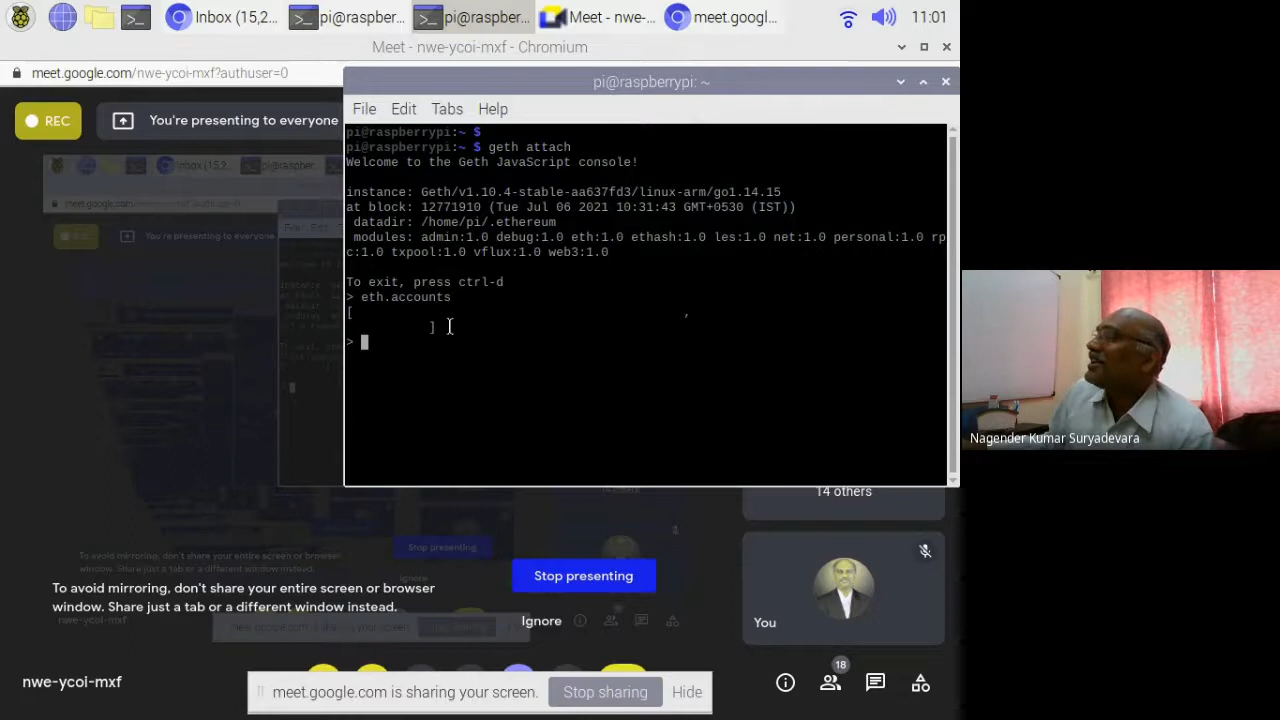 Inbox (15,2...
pi@raspber...
pi@raspber...
Meet - nwe-...
meet.googl...
11:01
Meet - nwe-ycoi-mxf - Chromium
meet.google.com/nwe-ycoi-mxf?authuser=0
REC
You're presenting to everyone
pi@raspberrypi: ~
File Edit Tabs Help
pi@raspberrypi:~ $
pi@raspberrypi:~ $ geth attach
Welcome to the Geth JavaScript console!
instance: Geth/v1.10.4-stable-aa637fd3/linux-arm/go1.14.15
at block: 12771910 (Tue Jul 06 2021 10:31:43 GMT+0530 (IST))
datadir: /home/pi/.ethereum
modules: admin:1.0 debug:1.0 eth:1.0 ethash:1.0 les:1.0 net:1.0 personal:1.0 rp
c:1.0 txpool:1.0 vflux:1.0 web3:1.0
To exit, press ctrl-d
> eth.accounts
[ ,
]
>
Nagender Kumar Suryadevara
14 others
You
To avoid mirroring, don't share your entire screen or browser
window. Share just a tab or a different window instead.
Stop presenting
Ignore
nwe-ycoi-mxf
18
meet.google.com is sharing your screen.
Stop sharing
Hide